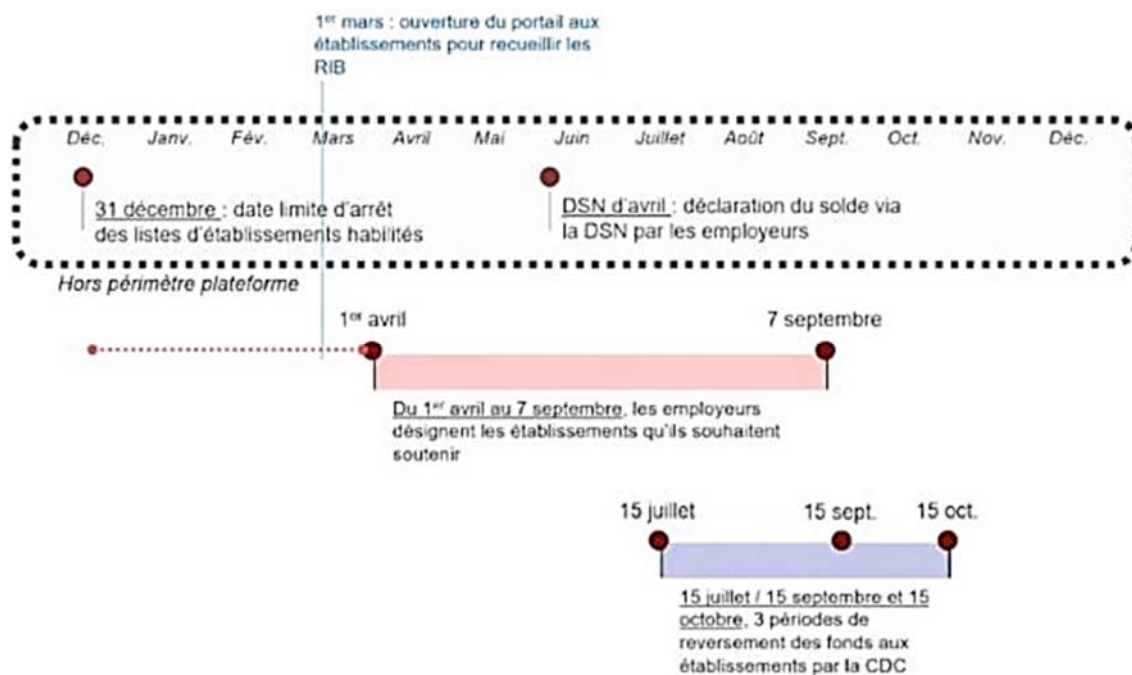 1er mars : ouverture du portail aux
établissements pour recueillir les
RIB
Déc. Janv. Fév. Mars Avril Mai Juin Juillet Août Sept. Oct. Nov. Déc.
31 décembre : date limite d'arrêt
des listes d'établissements habilités
DSN d'avril : déclaration du solde via
la DSN par les employeurs
Hors périmètre plateforme
1er avril
7 septembre
Du 1er avril au 7 septembre, les employeurs
désignent les établissements qu'ils souhaitent
soutenir
15 juillet
15 sept.
15 oct.
15 juillet / 15 septembre et 15
octobre, 3 périodes de
reversement des fonds aux
établissements par la CDC